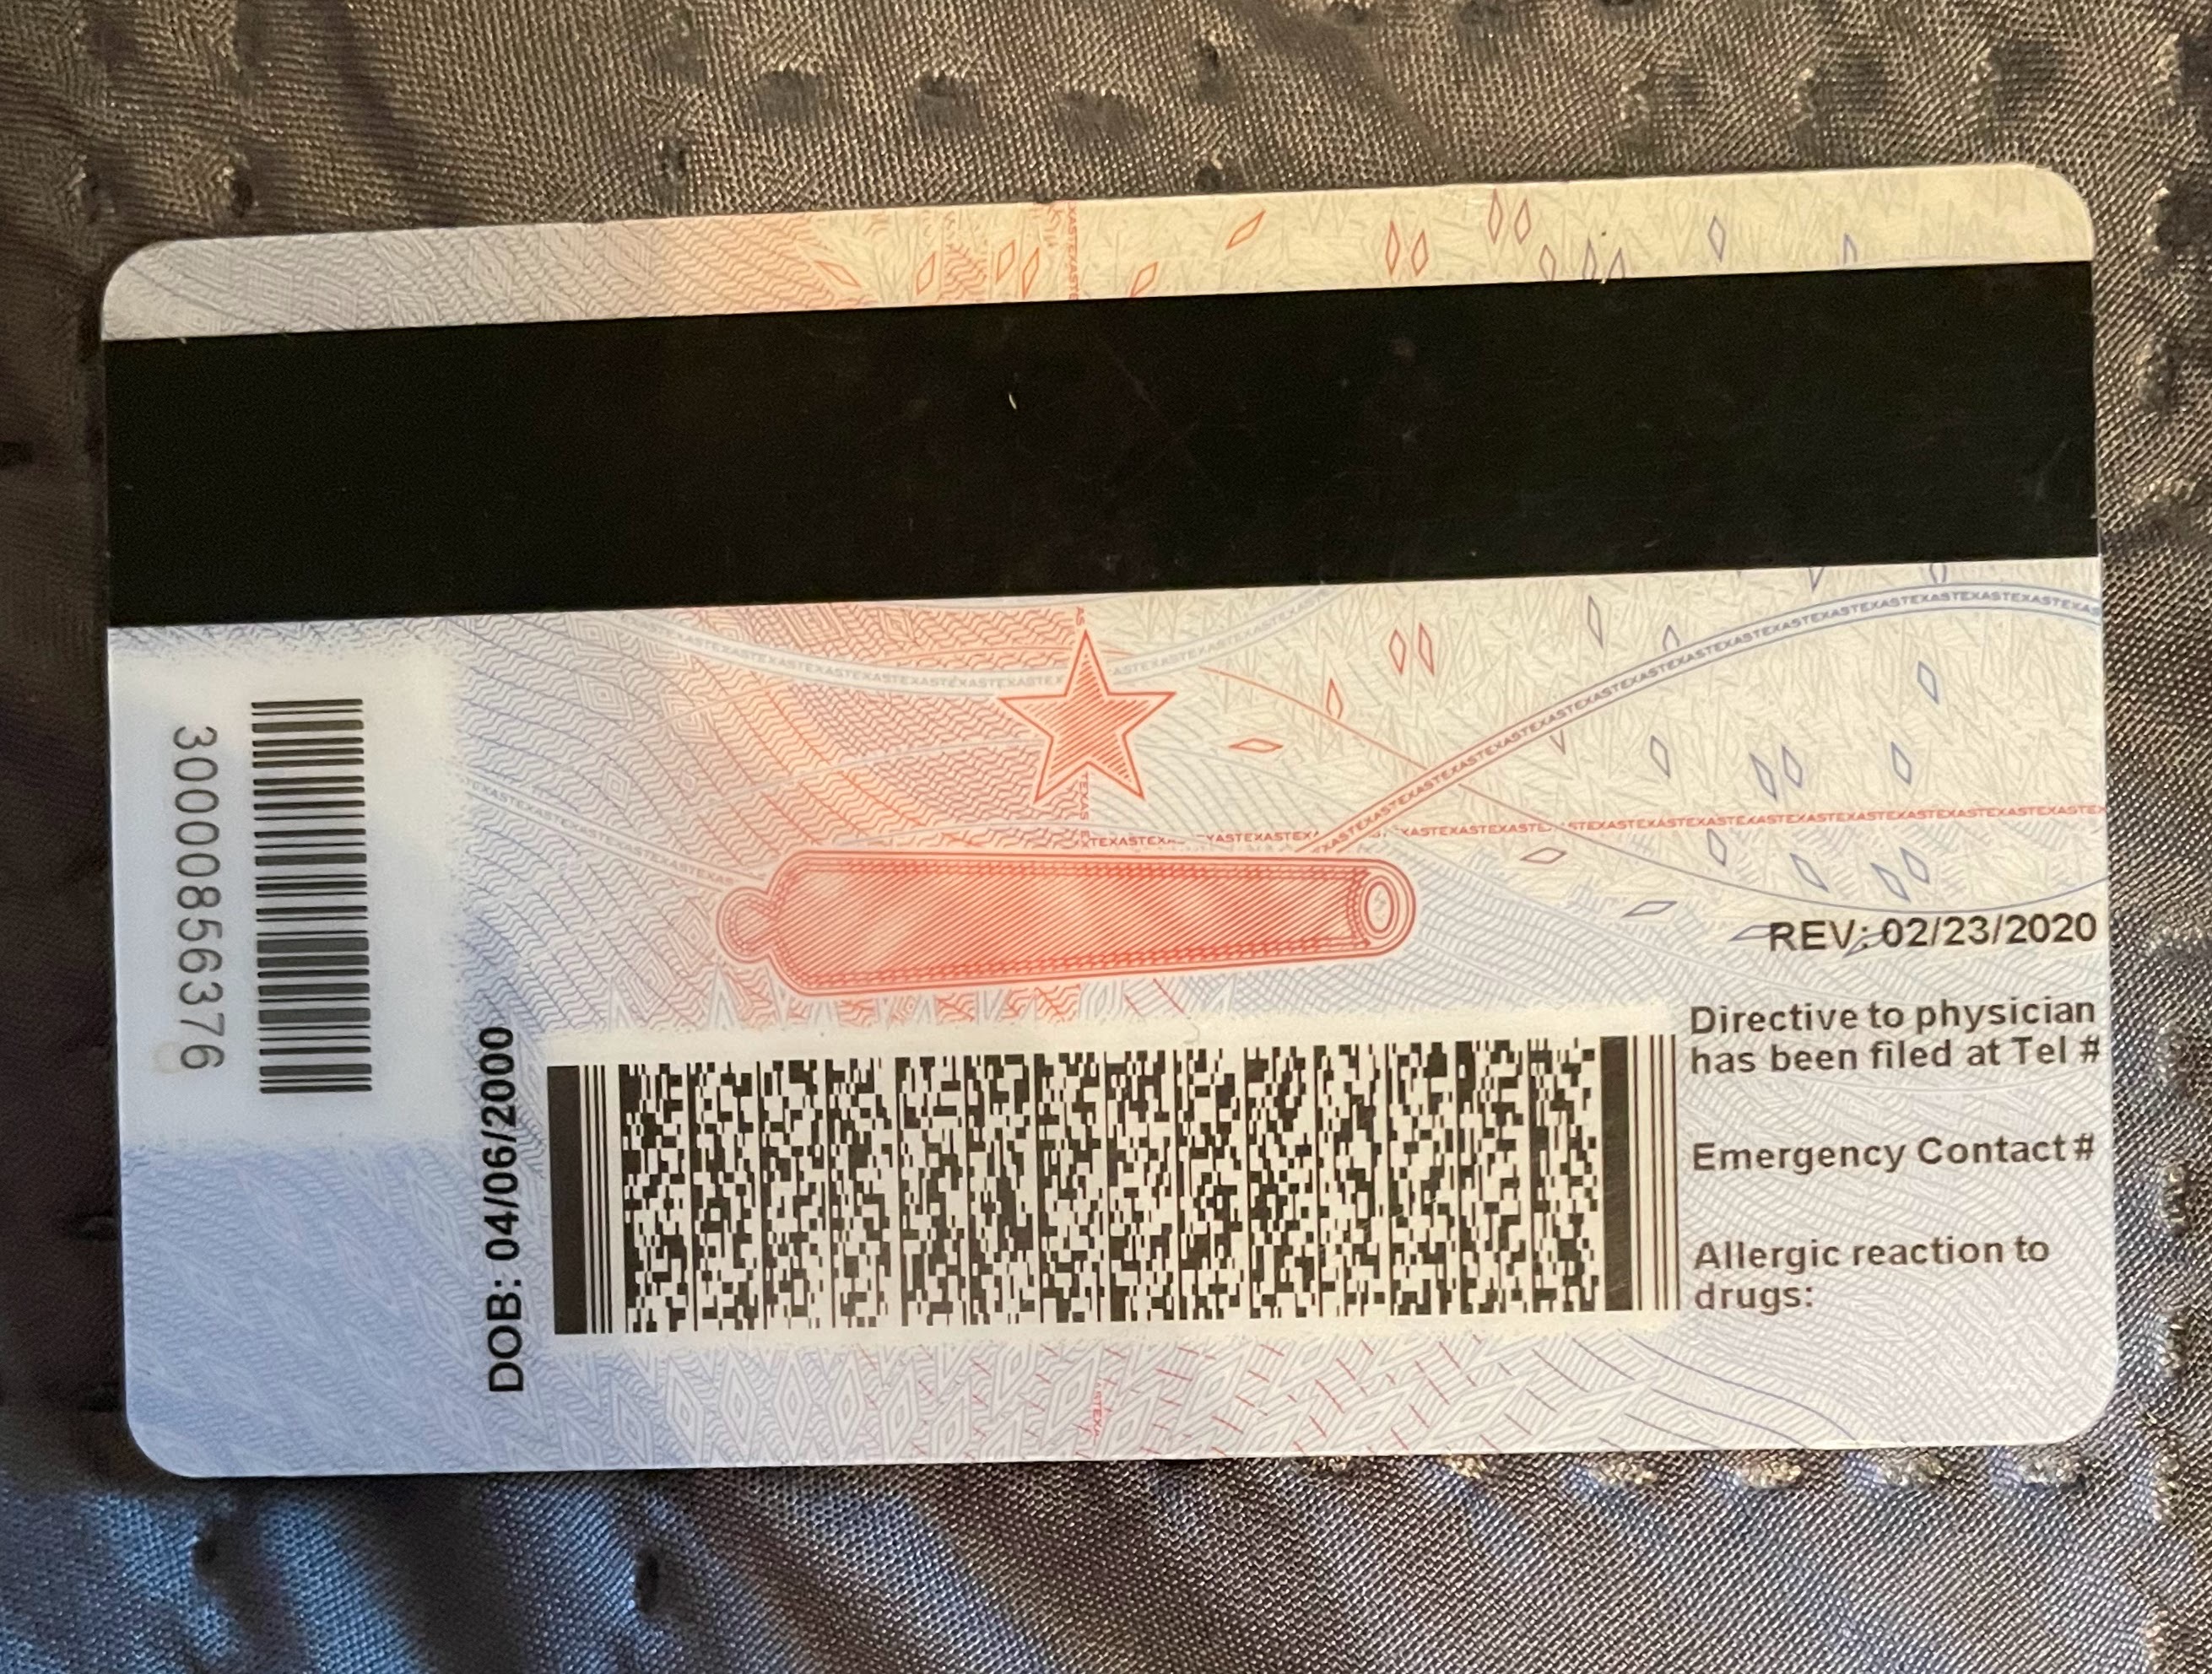 30000856376
DOB: 04/06/2000
REV: 02/23/2020
Directive to physician
has been filed at Tel #
Emergency Contact #
Allergic reaction to
drugs: